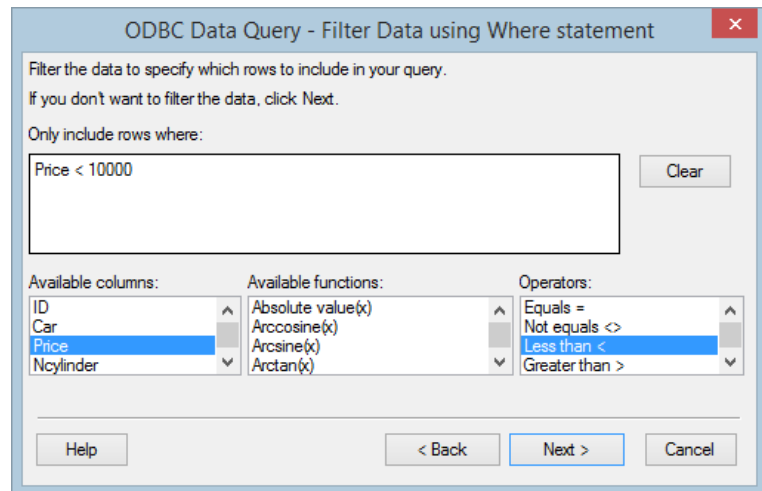 ODBC Data Query - Filter Data using Where statement
Filter the data to specify which rows to include in your query.
If you don't want to filter the data, click Next.
Only include rows where:
Price < 10000
Clear
Available columns:
Available functions:
Operators:
ID
Car
Price
Ncylinder
Absolute value(x)
Arccosine(x)
Arcsine(x)
Arctan(x)
Equals =
Not equals <>
Less than <
Greater than >
Help
< Back
Next >
Cancel